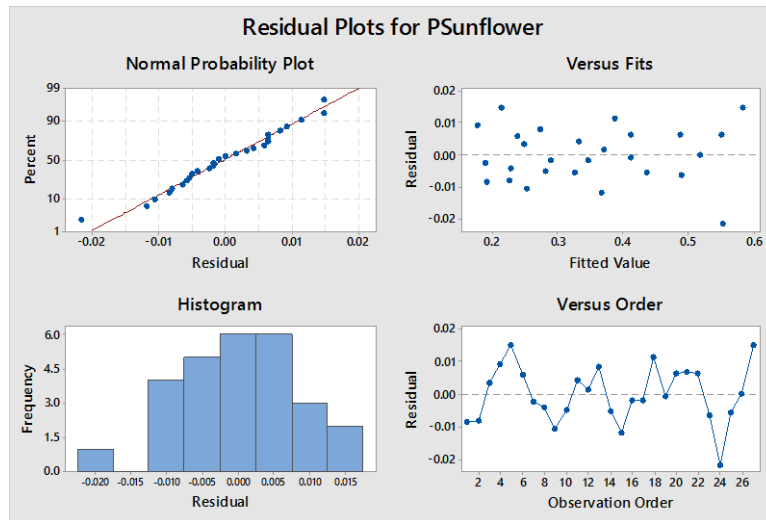 Residual Plots for PSunflower
Normal Probability Plot
99
90
50
10
1
Percent
-0.02 -0.01 0.00 0.01 0.02
Residual
Versus Fits
0.02
0.01
0.00
-0.01
-0.02
Residual
0.2 0.3 0.4 0.5 0.6
Fitted Value
Histogram
6.0
4.5
3.0
1.5
0.0
Frequency
-0.020 -0.015 -0.010 -0.005 0.000 0.005 0.010 0.015
Residual
Versus Order
0.02
0.01
0.00
-0.01
-0.02
Residual
2 4 6 8 10 12 14 16 18 20 22 24 26
Observation Order